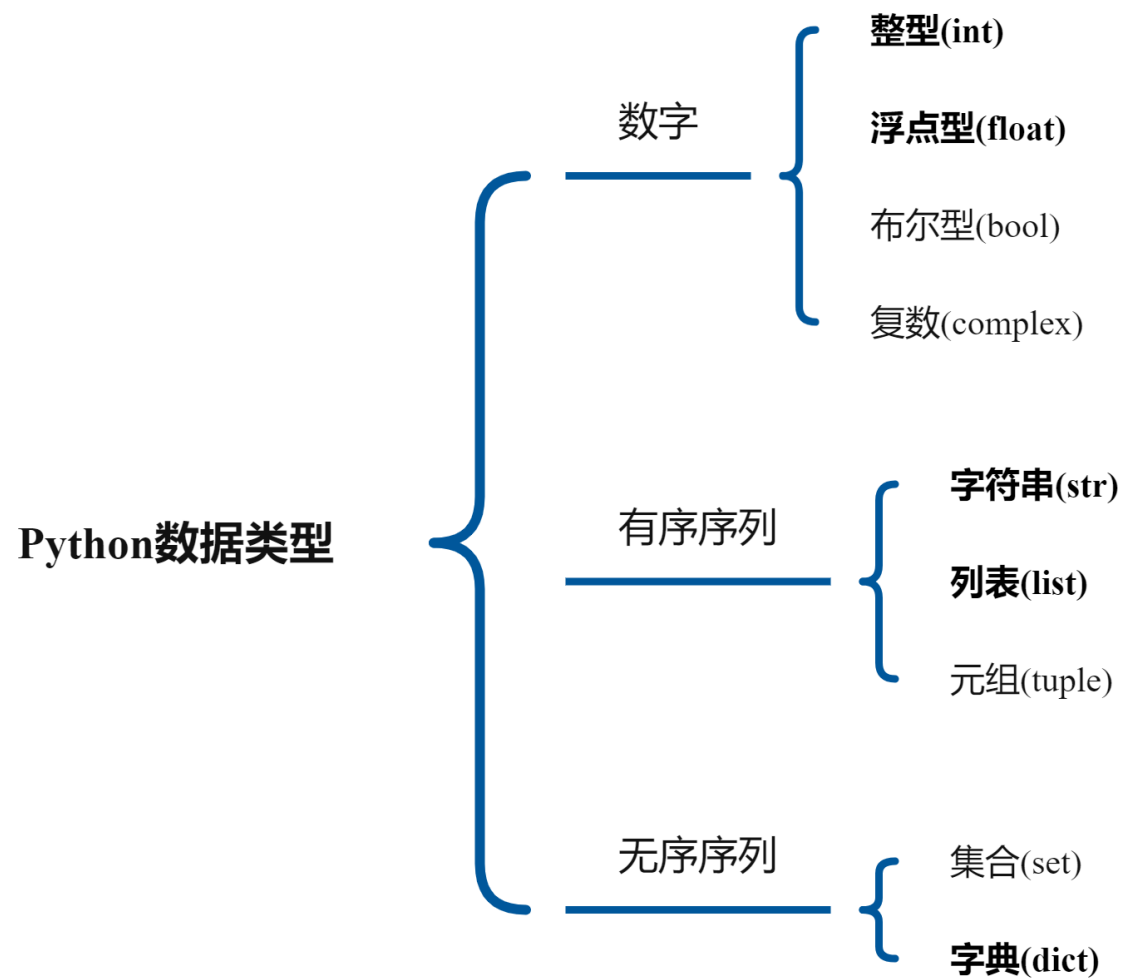 Python数据类型
数字
整型(int)
浮点型(float)
布尔型(bool)
复数(complex)
有序序列
字符串(str)
列表(list)
元组(tuple)
无序序列
集合(set)
字典(dict)